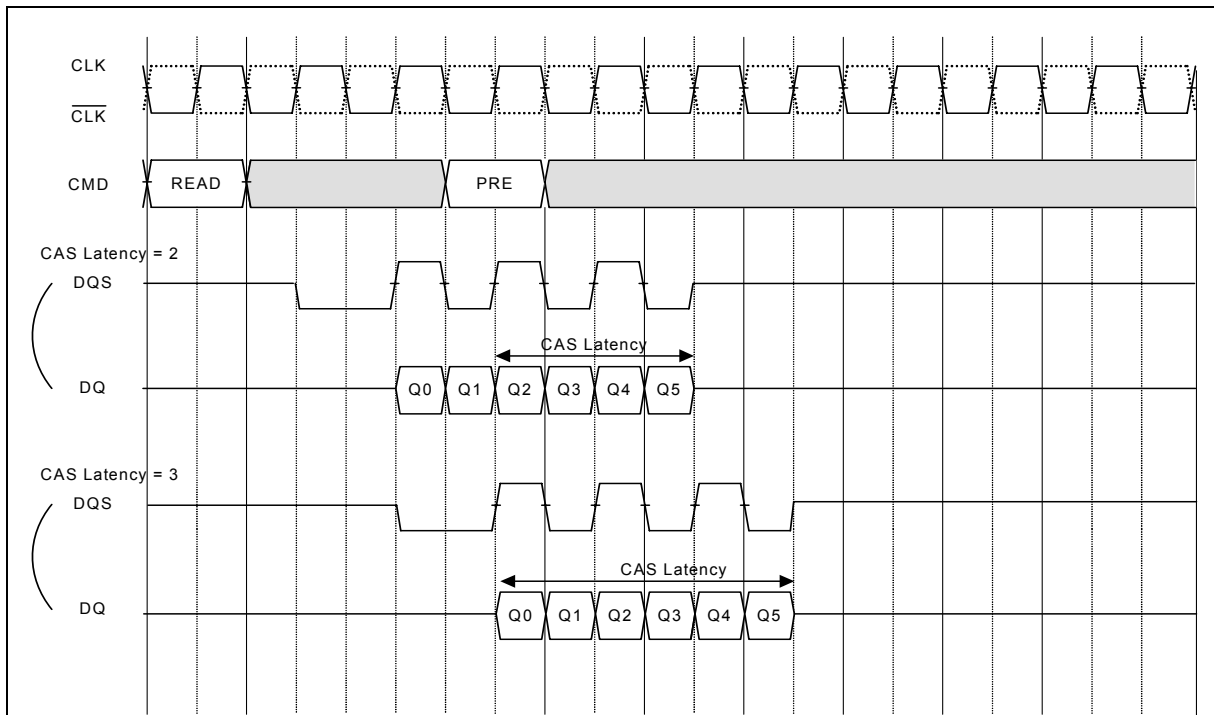 CLK
CLK
CMD READ PRE
CAS Latency = 2
DQS
CAS Latency
DQ Q0 Q1 Q2 Q3 Q4 Q5
CAS Latency = 3
DQS
CAS Latency
DQ Q0 Q1 Q2 Q3 Q4 Q5